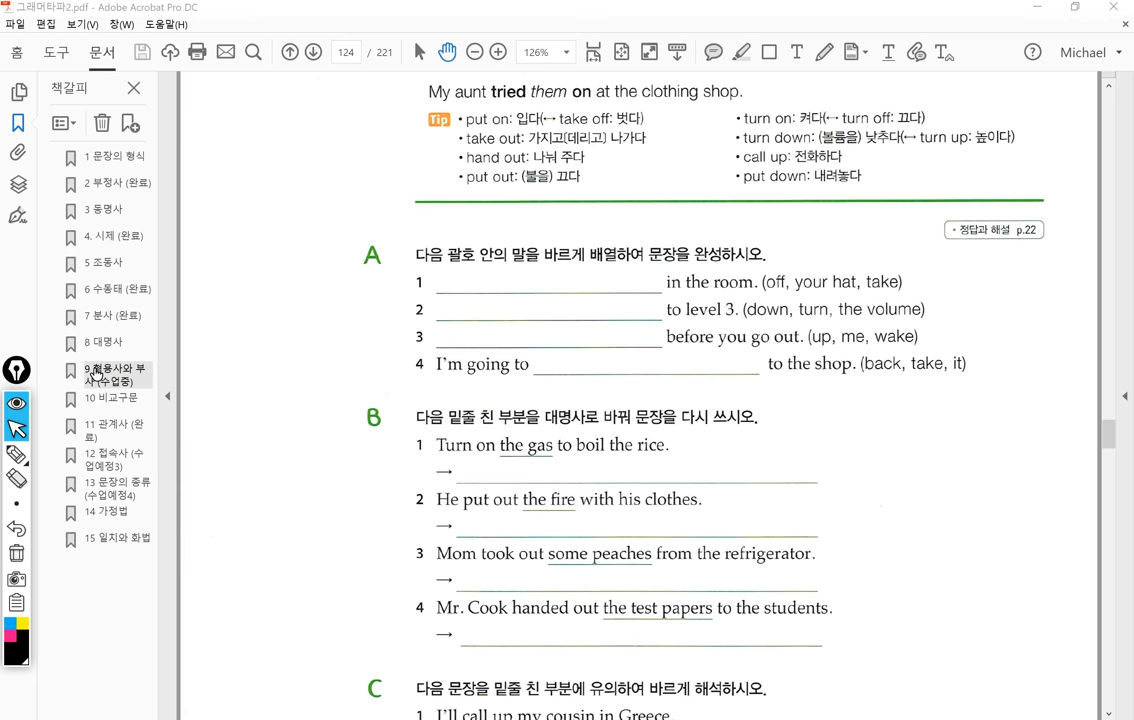 그래머타파2.pdf - Adobe Acrobat Pro DC
파일 편집 보기(V) 창(W) 도움말(H)
홈 도구 문서 124 / 221 126% Michael
책갈피
1 문장의 형식
2 부정사 (완료)
3 동명사
4. 시제 (완료)
5 조동사
6 수동태 (완료)
7 분사 (완료)
8 대명사
9 형용사와 부
사 (수업중)
10 비교구문
11 관계사 (완
료)
12 접속사 (수
업예정3)
13 문장의 종류
(수업예정4)
14 가정법
15 일치와 화법
My aunt tried them on at the clothing shop.
Tip • put on: 입다(↔ take off: 벗다) • turn on: 켜다(↔ turn off: 끄다)
• take out: 가지고[데리고] 나가다 • turn down: (볼륨을) 낮추다(↔ turn up: 높이다)
• hand out: 나눠 주다 • call up: 전화하다
• put out: (불을) 끄다 • put down: 내려놓다
• 정답과 해설 p.22
A 다음 괄호 안의 말을 바르게 배열하여 문장을 완성하시오.
1 ______ in the room. (off, your hat, take)
2 ______ to level 3. (down, turn, the volume)
3 ______ before you go out. (up, me, wake)
4 I'm going to ______ to the shop. (back, take, it)
B 다음 밑줄 친 부분을 대명사로 바꿔 문장을 다시 쓰시오.
1 Turn on the gas to boil the rice.
→
2 He put out the fire with his clothes.
→
3 Mom took out some peaches from the refrigerator.
→
4 Mr. Cook handed out the test papers to the students.
→
C 다음 문장을 밑줄 친 부분에 유의하여 바르게 해석하시오.
1 I'll call up my cousin in Greece.